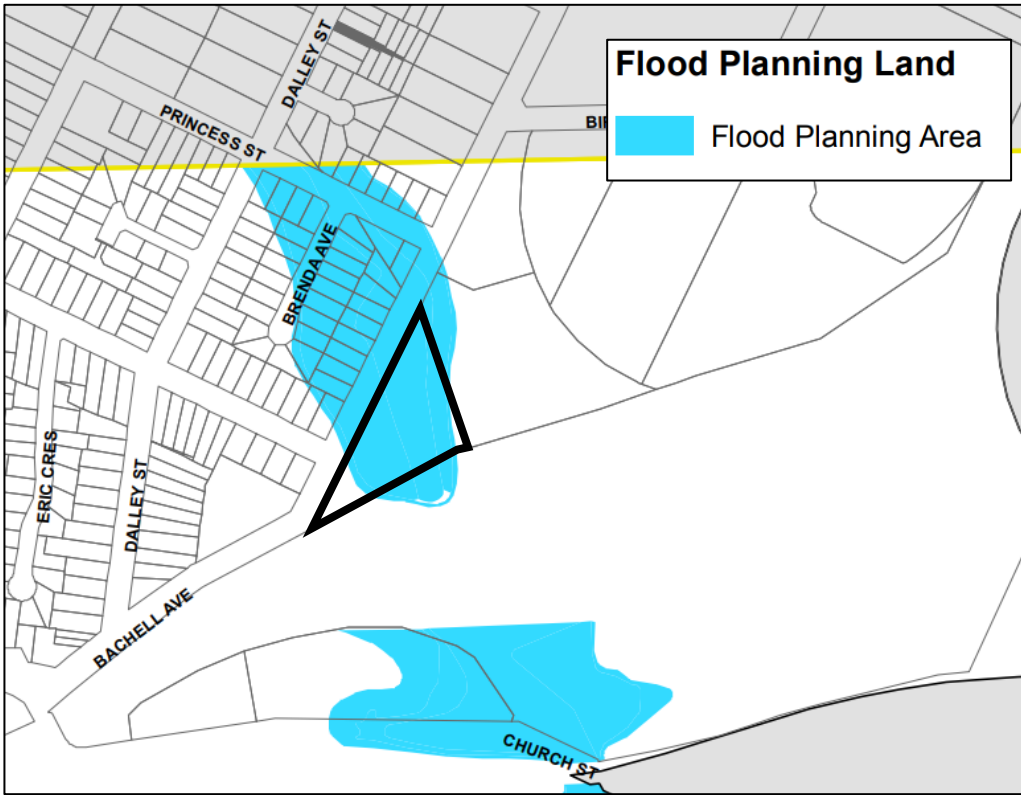 DALLEY ST
Flood Planning Land
PRINCESS ST
Flood Planning Area
BRENDA AVE
ERIC CRES
DALLEY ST
BACHELL AVE
CHURCH ST